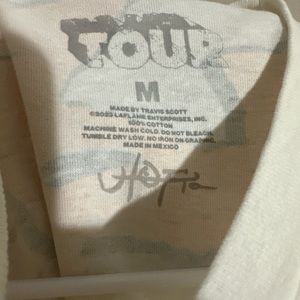 TOUR
M
MADE BY TRAVIS SCOTT
©2023 LAFLAME ENTERPRISES, INC.
100% COTTON
MACHINE WASH COLD. DO NOT BLEACH.
TUMBLE DRY LOW. NO IRON ON GRAPHIC.
MADE IN MEXICO